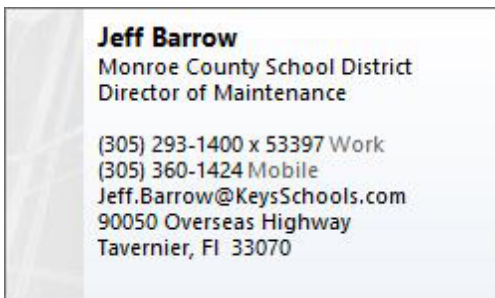 Jeff Barrow
Monroe County School District
Director of Maintenance
(305) 293-1400 x 53397 Work
(305) 360-1424 Mobile
Jeff.Barrow@KeysSchools.com
90050 Overseas Highway
Tavernier, Fl  33070